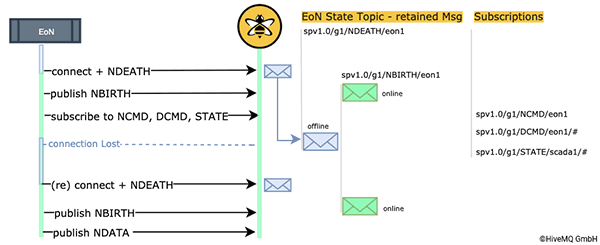 EoN
EoN State Topic - retained Msg
Subscriptions
spv1.0/g1/NDEATH/eon1
connect + NDEATH
spv1.0/g1/NBIRTH/eon1
publish NBIRTH
online
subscribe to NCMD, DCMD, STATE
spv1.0/g1/NCMD/eon1
offline
spv1.0/g1/DCMD/eon1/#
connection Lost
spv1.0/g1/STATE/scada1/#
(re) connect + NDEATH
publish NBIRTH
online
publish NDATA
©HiveMQ GmbH